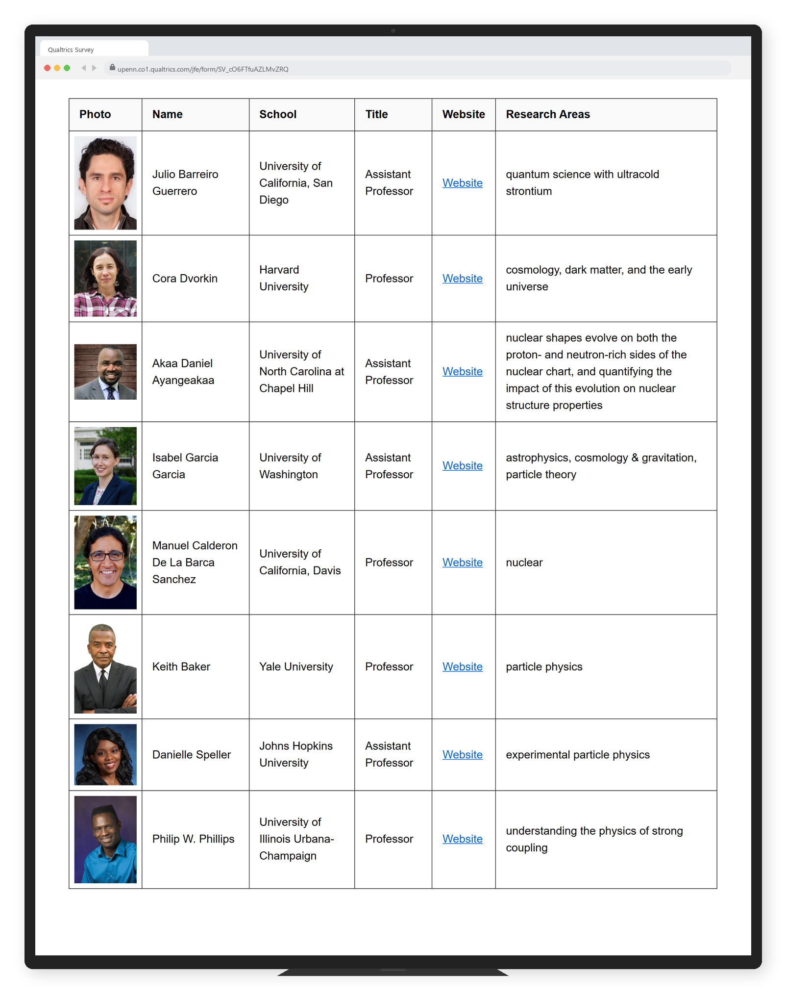 Qualtrics Survey
upenn.co1.qualtrics.com/jfe/form/SV_cO6FTfuAZLMvZRQ
Photo Name School Title Website Research Areas
Julio Barreiro
Guerrero
University of
California, San
Diego
Assistant
Professor
Website
quantum science with ultracold
strontium
Cora Dvorkin
Harvard
University
Professor
Website
cosmology, dark matter, and the early
universe
Akaa Daniel
Ayangeakaa
University of
North Carolina at
Chapel Hill
Assistant
Professor
Website
nuclear shapes evolve on both the
proton- and neutron-rich sides of the
nuclear chart, and quantifying the
impact of this evolution on nuclear
structure properties
Isabel Garcia
Garcia
University of
Washington
Assistant
Professor
Website
astrophysics, cosmology & gravitation,
particle theory
Manuel Calderon
De La Barca
Sanchez
University of
California, Davis
Professor
Website
nuclear
Keith Baker
Yale University
Professor
Website
particle physics
Danielle Speller
Johns Hopkins
University
Assistant
Professor
Website
experimental particle physics
Philip W. Phillips
University of
Illinois Urbana-
Champaign
Professor
Website
understanding the physics of strong
coupling